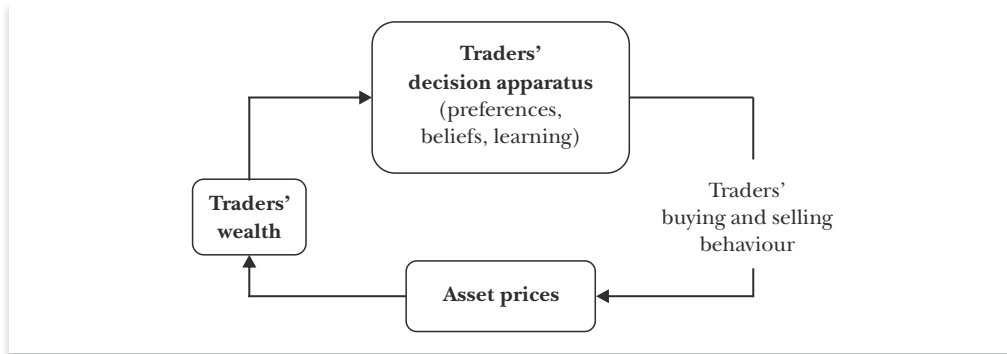 Traders’
decision apparatus
(preferences,
beliefs, learning)
Traders’
wealth
Traders’
buying and selling
behaviour
Asset prices